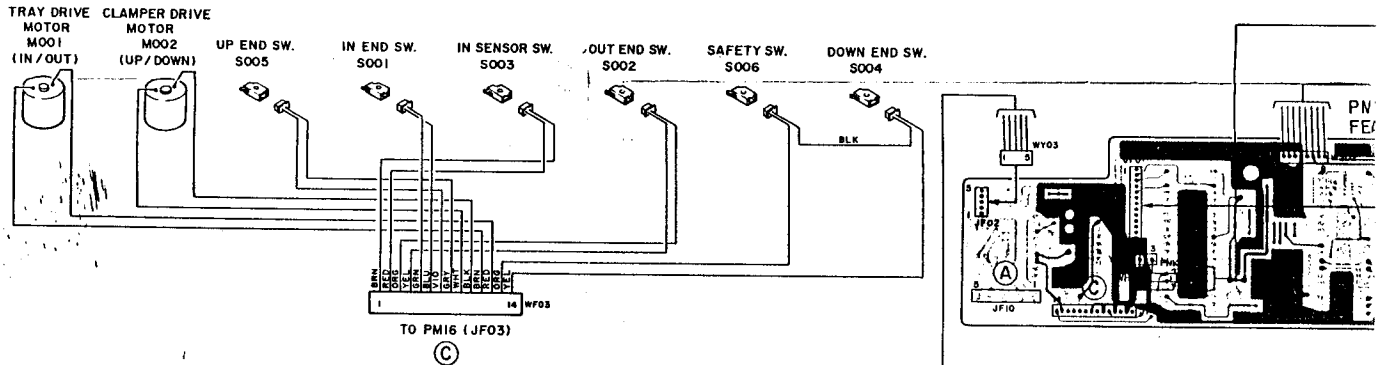 TRAY DRIVE
MOTOR
M001
(IN/OUT)
CLAMPER DRIVE
MOTOR
M002
(UP/DOWN)
UP END SW.
S005
IN END SW.
S001
IN SENSOR SW.
S003
OUT END SW.
S002
SAFETY SW.
S006
DOWN END SW.
S004
BLK
BRN
RED
ORG
YEL
GRN
BLU
VIO
GRY
WHT
BLK
BRN
RED
ORG
YEL
1
14
WF03
TO PM16 (JF03)
C
1 5
WY03
PM
FEA
5
1
JF02
A
C
5
JF10